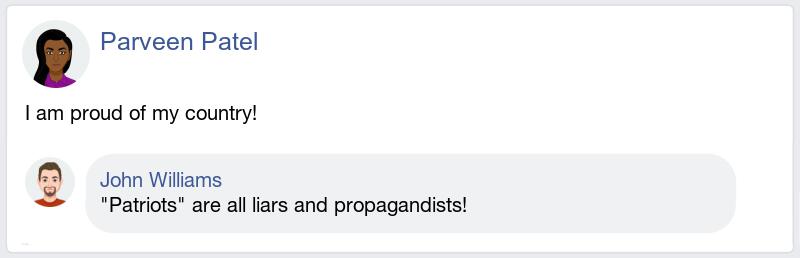 Parveen Patel
I am proud of my country!
John Williams
"Patriots" are all liars and propagandists!